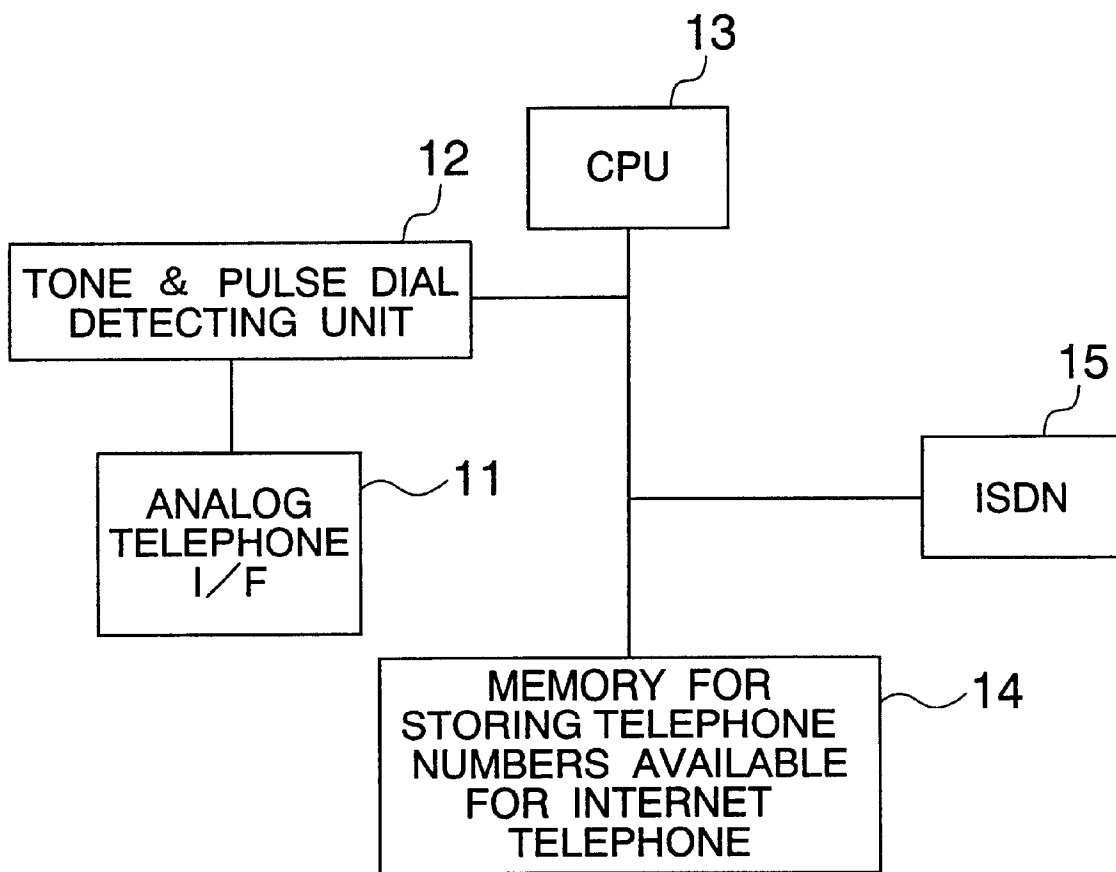 13
CPU
12
TONE & PULSE DIAL
DETECTING UNIT
15
ISDN
11
ANALOG
TELEPHONE
I/F
14
MEMORY FOR
STORING TELEPHONE
NUMBERS AVAILABLE
FOR INTERNET
TELEPHONE